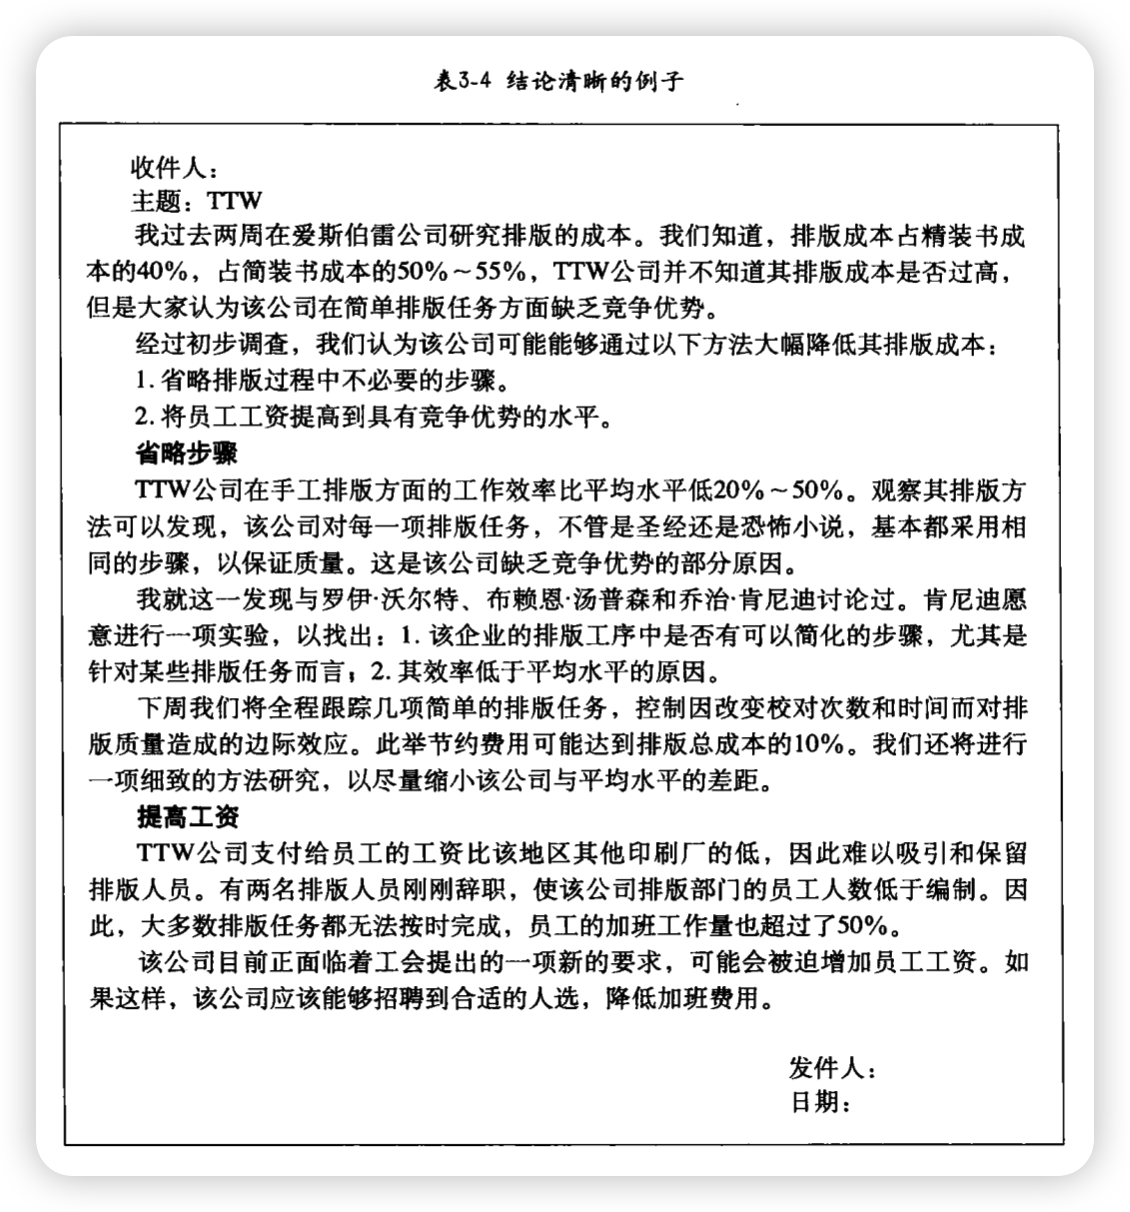 表3-4 结论清晰的例子
收件人：
主题：TTW
我过去两周在爱斯伯雷公司研究排版的成本。我们知道，排版成本占精装书成
本的40%，占简装书成本的50%～55%，TTW公司并不知道其排版成本是否过高，
但是大家认为该公司在简单排版任务方面缺乏竞争优势。
经过初步调查，我们认为该公司可能能够通过以下方法大幅降低其排版成本：
1. 省略排版过程中不必要的步骤。
2. 将员工工资提高到具有竞争优势的水平。
省略步骤
TTW公司在手工排版方面的工作效率比平均水平低20%～50%。观察其排版方
法可以发现，该公司对每一项排版任务，不管是圣经还是恐怖小说，基本都采用相
同的步骤，以保证质量。这是该公司缺乏竞争优势的部分原因。
我就这一发现与罗伊·沃尔特、布赖恩·汤普森和乔治·肯尼迪讨论过。肯尼迪愿
意进行一项实验，以找出：1. 该企业的排版工序中是否有可以简化的步骤，尤其是
针对某些排版任务而言；2. 其效率低于平均水平的原因。
下周我们将全程跟踪几项简单的排版任务，控制因改变校对次数和时间而对排
版质量造成的边际效应。此举节约费用可能达到排版总成本的10%。我们还将进行
一项细致的方法研究，以尽量缩小该公司与平均水平的差距。
提高工资
TTW公司支付给员工的工资比该地区其他印刷厂的低，因此难以吸引和保留
排版人员。有两名排版人员刚刚辞职，使该公司排版部门的员工人数低于编制。因
此，大多数排版任务都无法按时完成，员工的加班工作量也超过了50%。
该公司目前正面临着工会提出的一项新的要求，可能会被迫增加员工工资。如
果这样，该公司应该能够招聘到合适的人选，降低加班费用。
发件人：
日期：